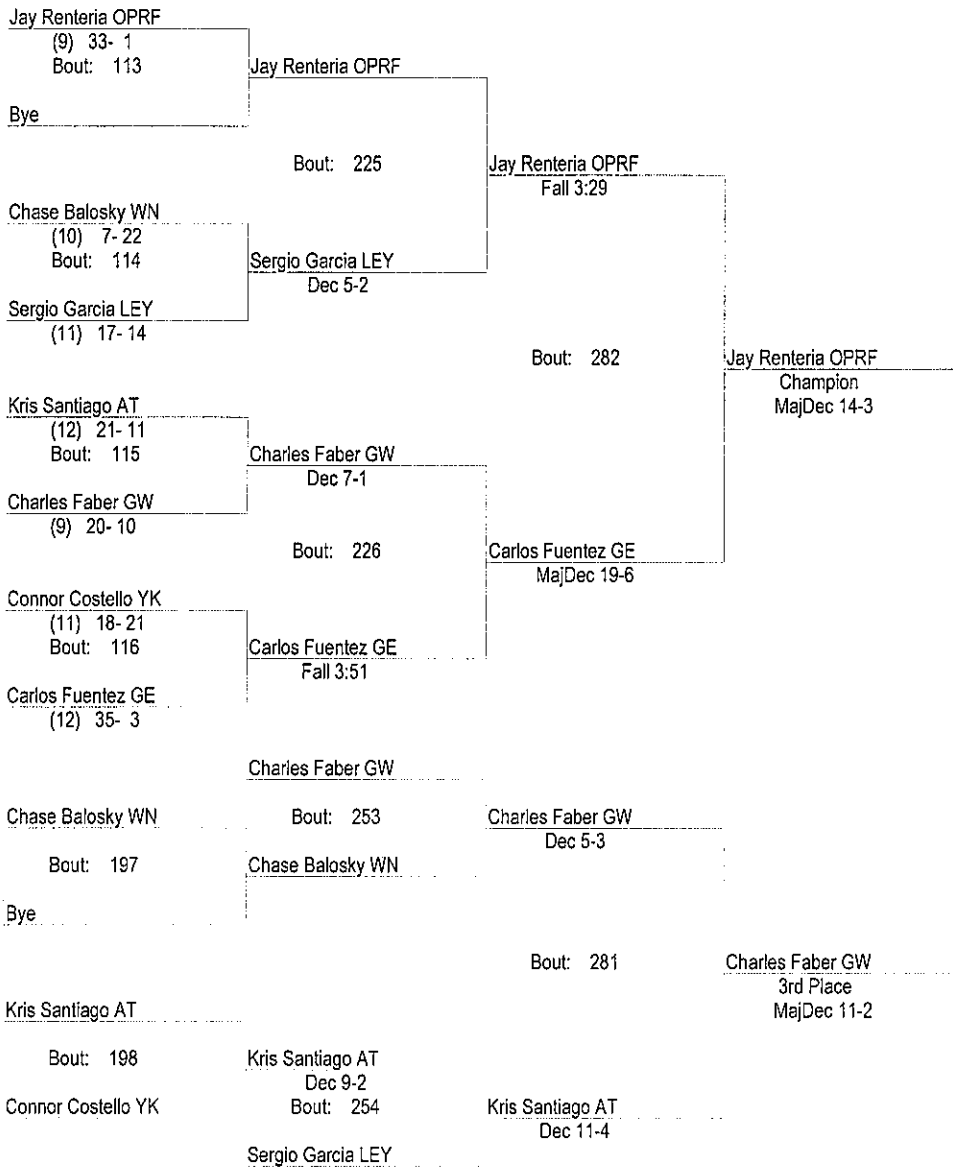 Jay Renteria OPRF
(9) 33- 1
Bout: 113
Jay Renteria OPRF
Bye
Bout: 225
Jay Renteria OPRF
Fall 3:29
Chase Balosky WN
(10) 7- 22
Bout: 114
Sergio Garcia LEY
Dec 5-2
Sergio Garcia LEY
(11) 17- 14
Bout: 282
Jay Renteria OPRF
Champion
MajDec 14-3
Kris Santiago AT
(12) 21- 11
Bout: 115
Charles Faber GW
Dec 7-1
Charles Faber GW
(9) 20- 10
Bout: 226
Carlos Fuentez GE
MajDec 19-6
Connor Costello YK
(11) 18- 21
Bout: 116
Carlos Fuentez GE
Fall 3:51
Carlos Fuentez GE
(12) 35- 3
Charles Faber GW
Chase Balosky WN
Bout: 253
Charles Faber GW
Dec 5-3
Bout: 197
Chase Balosky WN
Bye
Bout: 281
Charles Faber GW
3rd Place
MajDec 11-2
Kris Santiago AT
Bout: 198
Kris Santiago AT
Dec 9-2
Connor Costello YK
Bout: 254
Kris Santiago AT
Dec 11-4
Sergio Garcia LEY